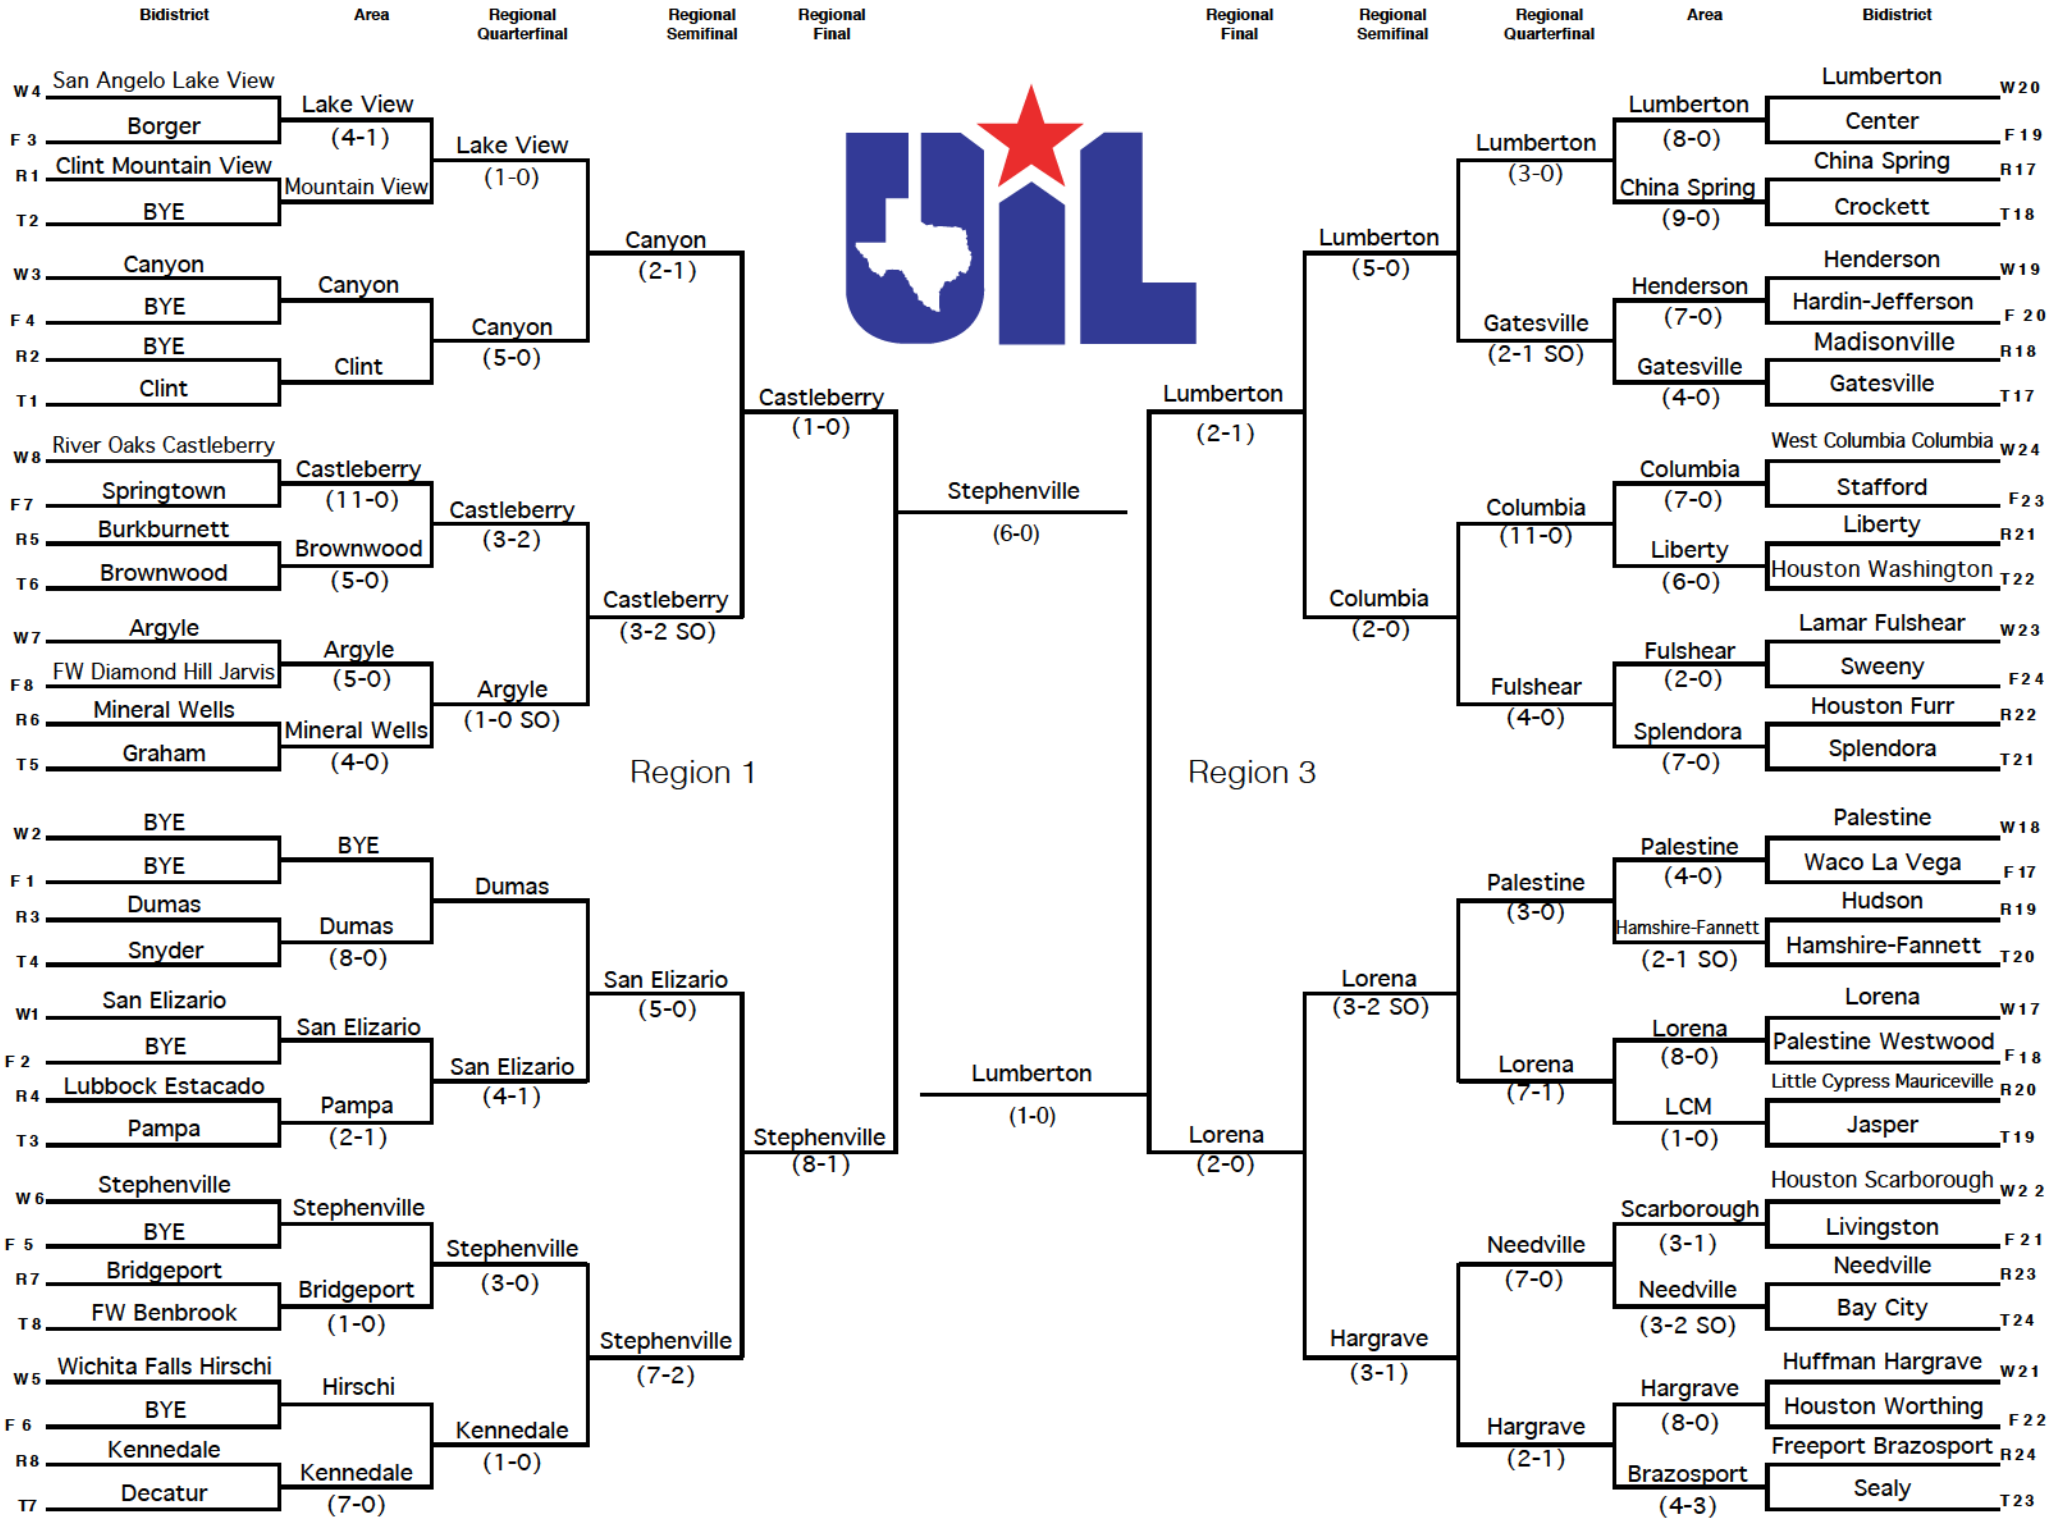 Bidistrict
Area
Regional
Quarterfinal
Regional
Semifinal
Regional
Final
Regional
Final
Regional
Semifinal
Regional
Quarterfinal
Area
Bidistrict
W4 San Angelo Lake View
F 3 Borger
R1 Clint Mountain View
T2 BYE
W3 Canyon
F 4 BYE
R2 BYE
T1 Clint
W8 River Oaks Castleberry
F7 Springtown
R5 Burkburnett
T6 Brownwood
W7 Argyle
F8 FW Diamond Hill Jarvis
R6 Mineral Wells
T5 Graham
W2 BYE
F 1 BYE
R3 Dumas
T4 Snyder
W1 San Elizario
F 2 BYE
R4 Lubbock Estacado
T3 Pampa
W6 Stephenville
F 5 BYE
R7 Bridgeport
T8 FW Benbrook
W5 Wichita Falls Hirschi
F 6 BYE
R8 Kennedale
T7 Decatur
Lake View
(4-1)
Mountain View
Canyon
Clint
Castleberry
(11-0)
Brownwood
(5-0)
Argyle
(5-0)
Mineral Wells
(4-0)
BYE
Dumas
(8-0)
San Elizario
Pampa
(2-1)
Stephenville
Bridgeport
(1-0)
Hirschi
Kennedale
(7-0)
Lake View
(1-0)
Canyon
(5-0)
Castleberry
(3-2)
Argyle
(1-0 SO)
Dumas
San Elizario
(4-1)
Stephenville
(3-0)
Kennedale
(1-0)
Canyon
(2-1)
Castleberry
(3-2 SO)
San Elizario
(5-0)
Stephenville
(7-2)
Region 1
Castleberry
(1-0)
Stephenville
(8-1)
UIL
Stephenville
(6-0)
Lumberton
(1-0)
Lumberton
(2-1)
Lorena
(2-0)
Region 3
Lumberton
(5-0)
Columbia
(2-0)
Lorena
(3-2 SO)
Hargrave
(3-1)
Lumberton
(3-0)
Gatesville
(2-1 SO)
Columbia
(11-0)
Fulshear
(4-0)
Palestine
(3-0)
Lorena
(7-1)
Needville
(7-0)
Hargrave
(2-1)
Lumberton
(8-0)
China Spring
(9-0)
Henderson
(7-0)
Gatesville
(4-0)
Columbia
(7-0)
Liberty
(6-0)
Fulshear
(2-0)
Splendora
(7-0)
Palestine
(4-0)
Hamshire-Fannett
(2-1 SO)
Lorena
(8-0)
LCM
(1-0)
Scarborough
(3-1)
Needville
(3-2 SO)
Hargrave
(8-0)
Brazosport
(4-3)
Lumberton W20
Center F19
China Spring R17
Crockett T18
Henderson W19
Hardin-Jefferson F 20
Madisonville R18
Gatesville T17
West Columbia Columbia W24
Stafford F23
Liberty R21
Houston Washington T22
Lamar Fulshear W23
Sweeny F24
Houston Furr R22
Splendora T21
Palestine W18
Waco La Vega F17
Hudson R19
Hamshire-Fannett T20
Lorena W17
Palestine Westwood F18
Little Cypress Mauriceville R20
Jasper T19
Houston Scarborough W22
Livingston F21
Needville R23
Bay City T24
Huffman Hargrave W21
Houston Worthing F22
Freeport Brazosport R24
Sealy T23